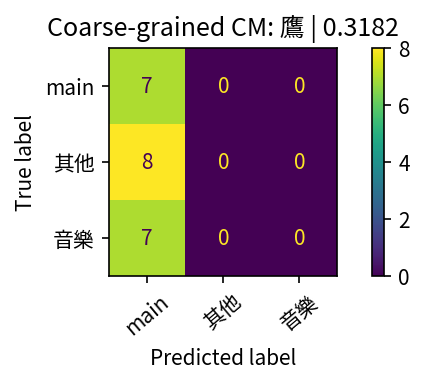 Coarse-grained CM: 鷹 | 0.3182
True label
main
其他
音樂
7 0 0
8 0 0
7 0 0
main 其他 音樂
Predicted label
8
6
4
2
0